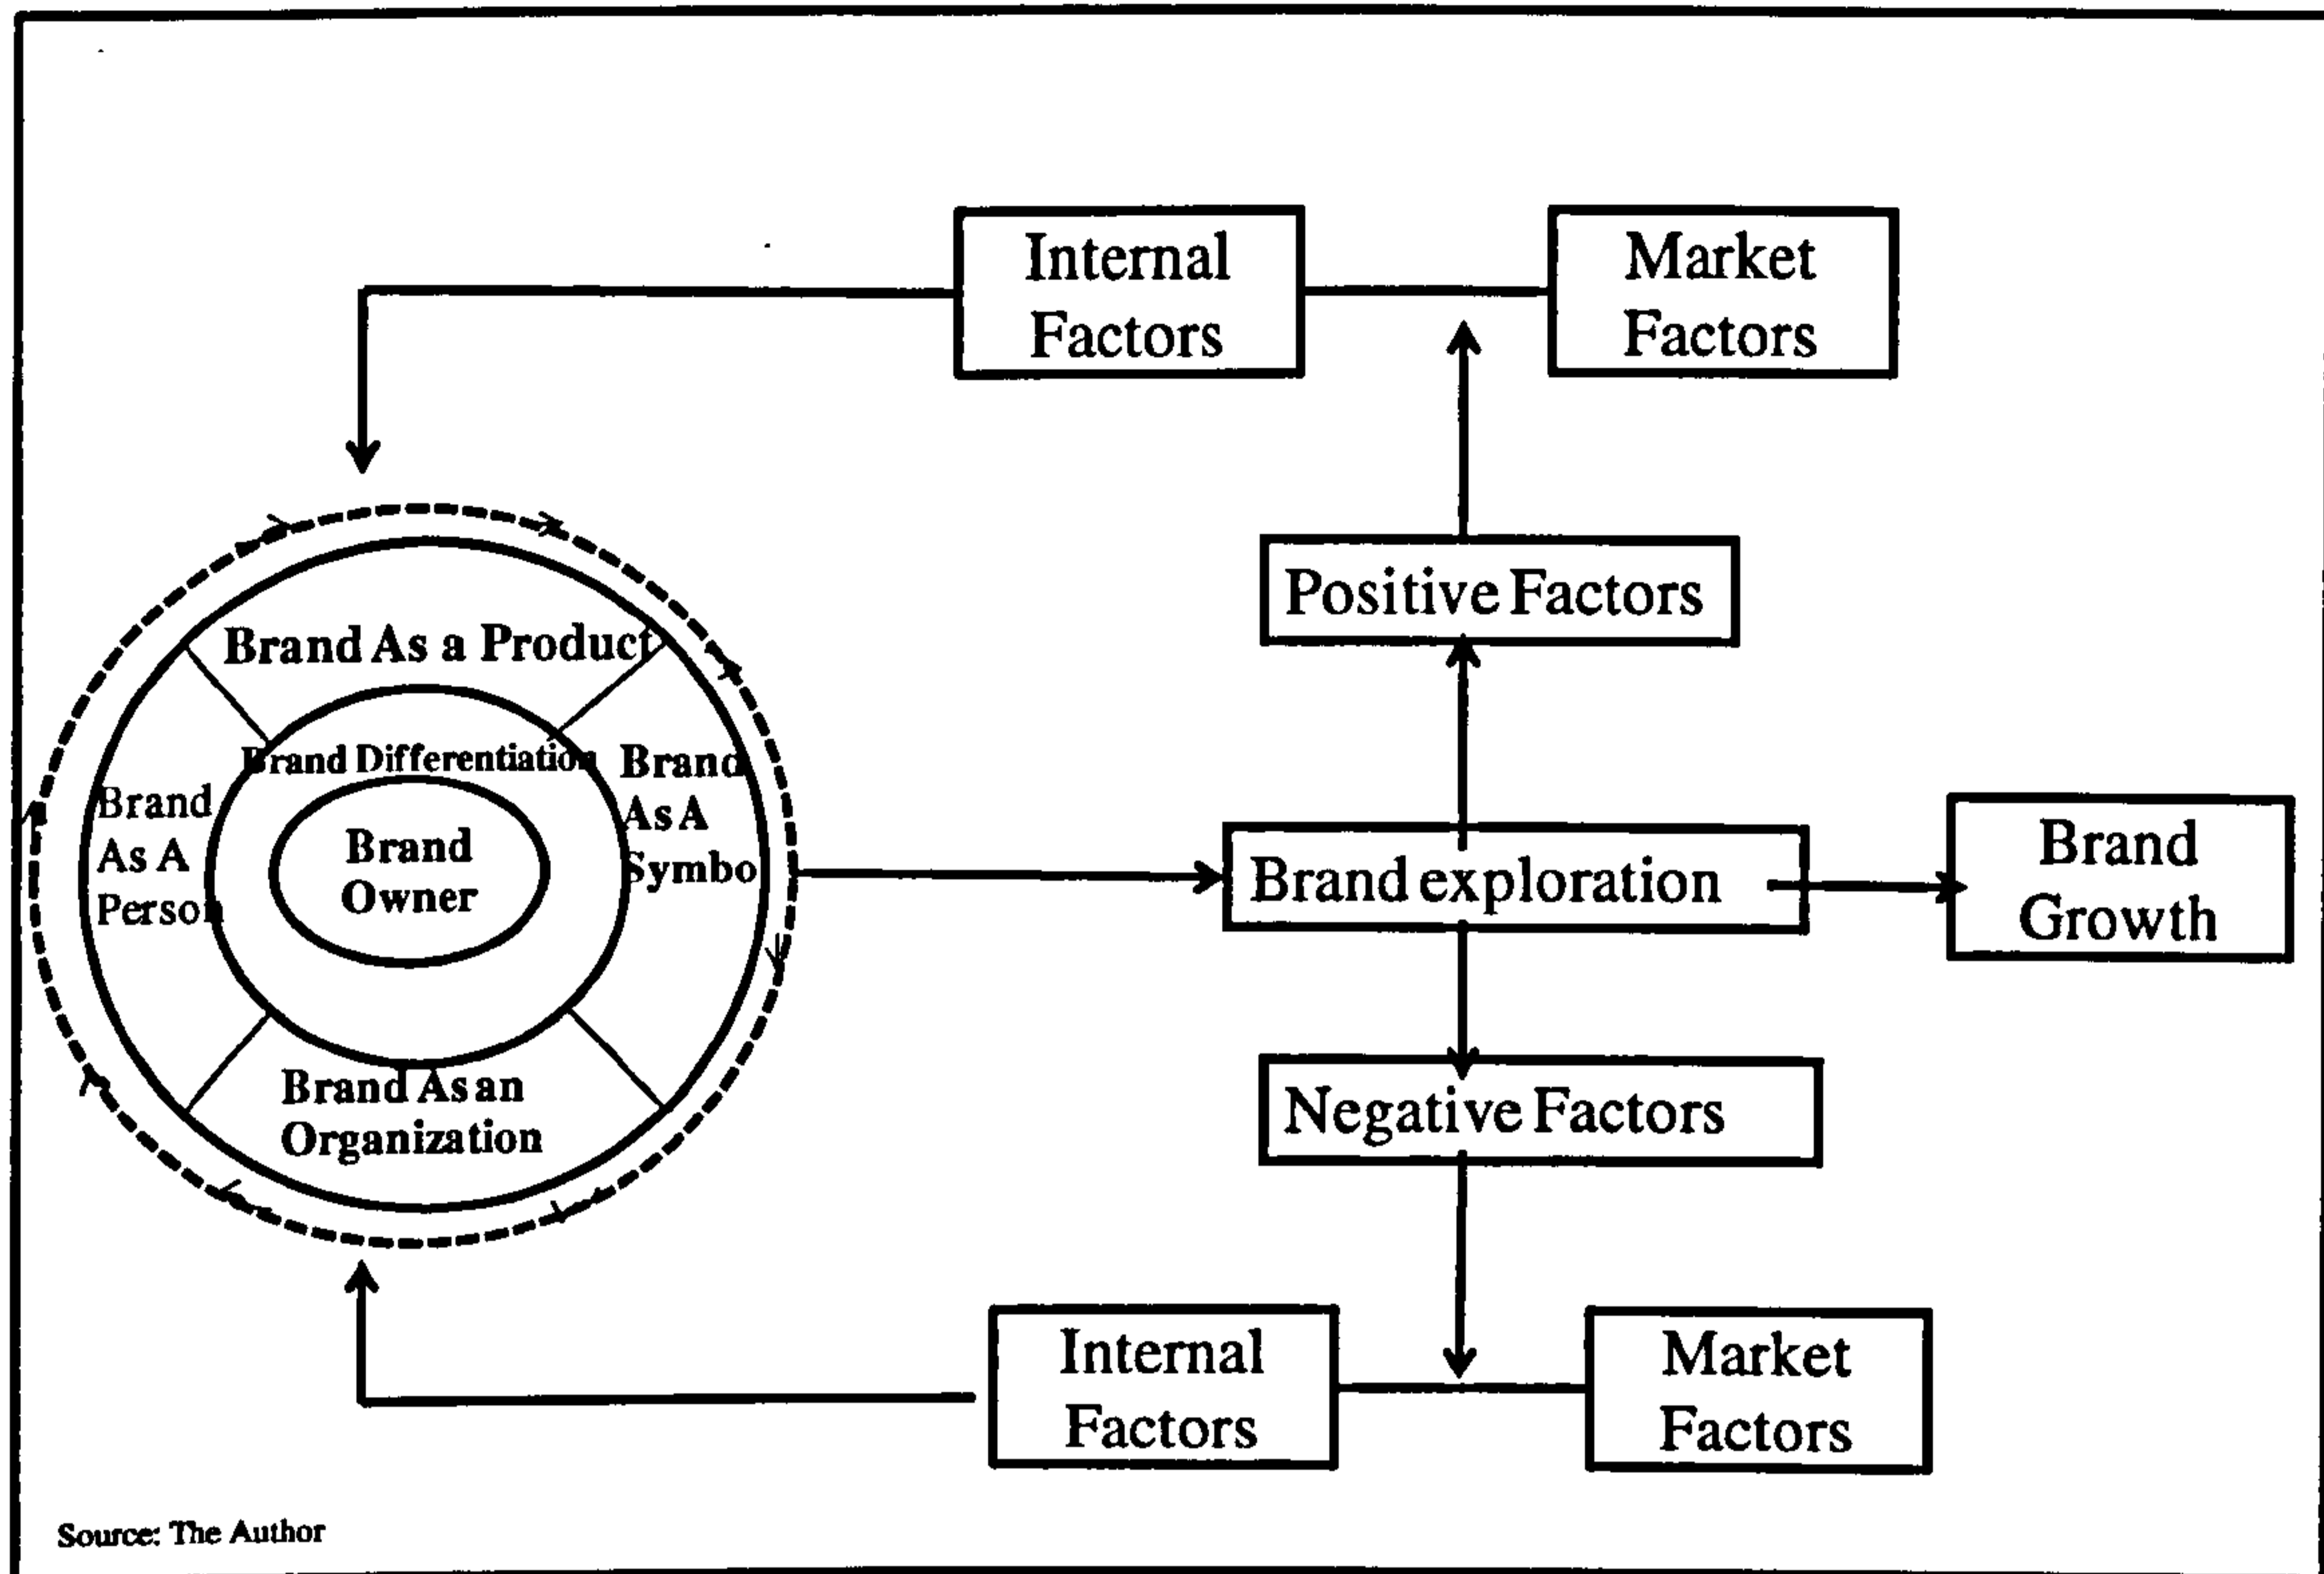 Internal
Factors
Market
Factors
Positive Factors
Brand As a Product
Brand Differentiation
Brand
As A
Person
Brand
Owner
Brand
As A
Symbo
Brand exploration
Brand
Growth
Brand As an
Organization
Negative Factors
Internal
Factors
Market
Factors
Source: The Author